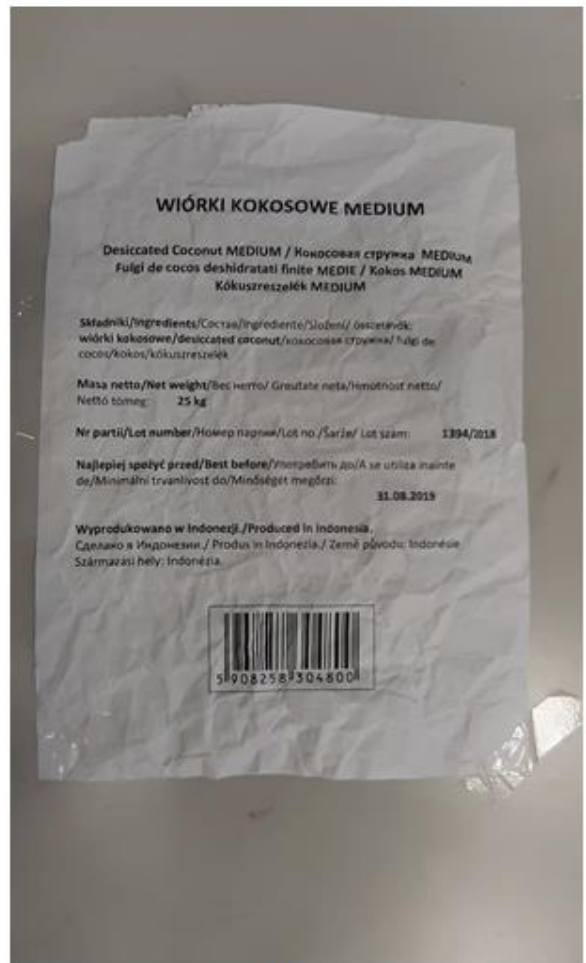 WIÓRKI KOKOSOWE MEDIUM
Desiccated Coconut MEDIUM / Кокосовая стружка MEDIUM
Fulgi de cocos deshidratati finite MEDIE / Kokos MEDIUM
Kókuszreszelék MEDIUM
Składniki/Ingredients/Состав/Ingrediente/Složení/ összetevők:
wiórki kokosowe/desiccated coconut/кокосовая стружка/ fulgi de
cocos/kokos/kókuszreszelék
Masa netto/Net weight/Вес нетто/ Greutate neta/Hmotnost netto/
Nettó tömeg: 25 kg
Nr partii/Lot number/Номер партии/Lot no./Šarže/ Lot szám: 1394/2018
Najlepiej spożyć przed/Best before/Употребить до/A se utiliza inainte
de/Minimální trvanlivost do/Minőségét megőrzi:
31.08.2019
Wyprodukowano w Indonezji./Produced in Indonesia.
Сделано в Индонезии./ Produs in Indonezia./ Země původu: Indonésie
Származási hely: Indonézia.
5 908258 304800